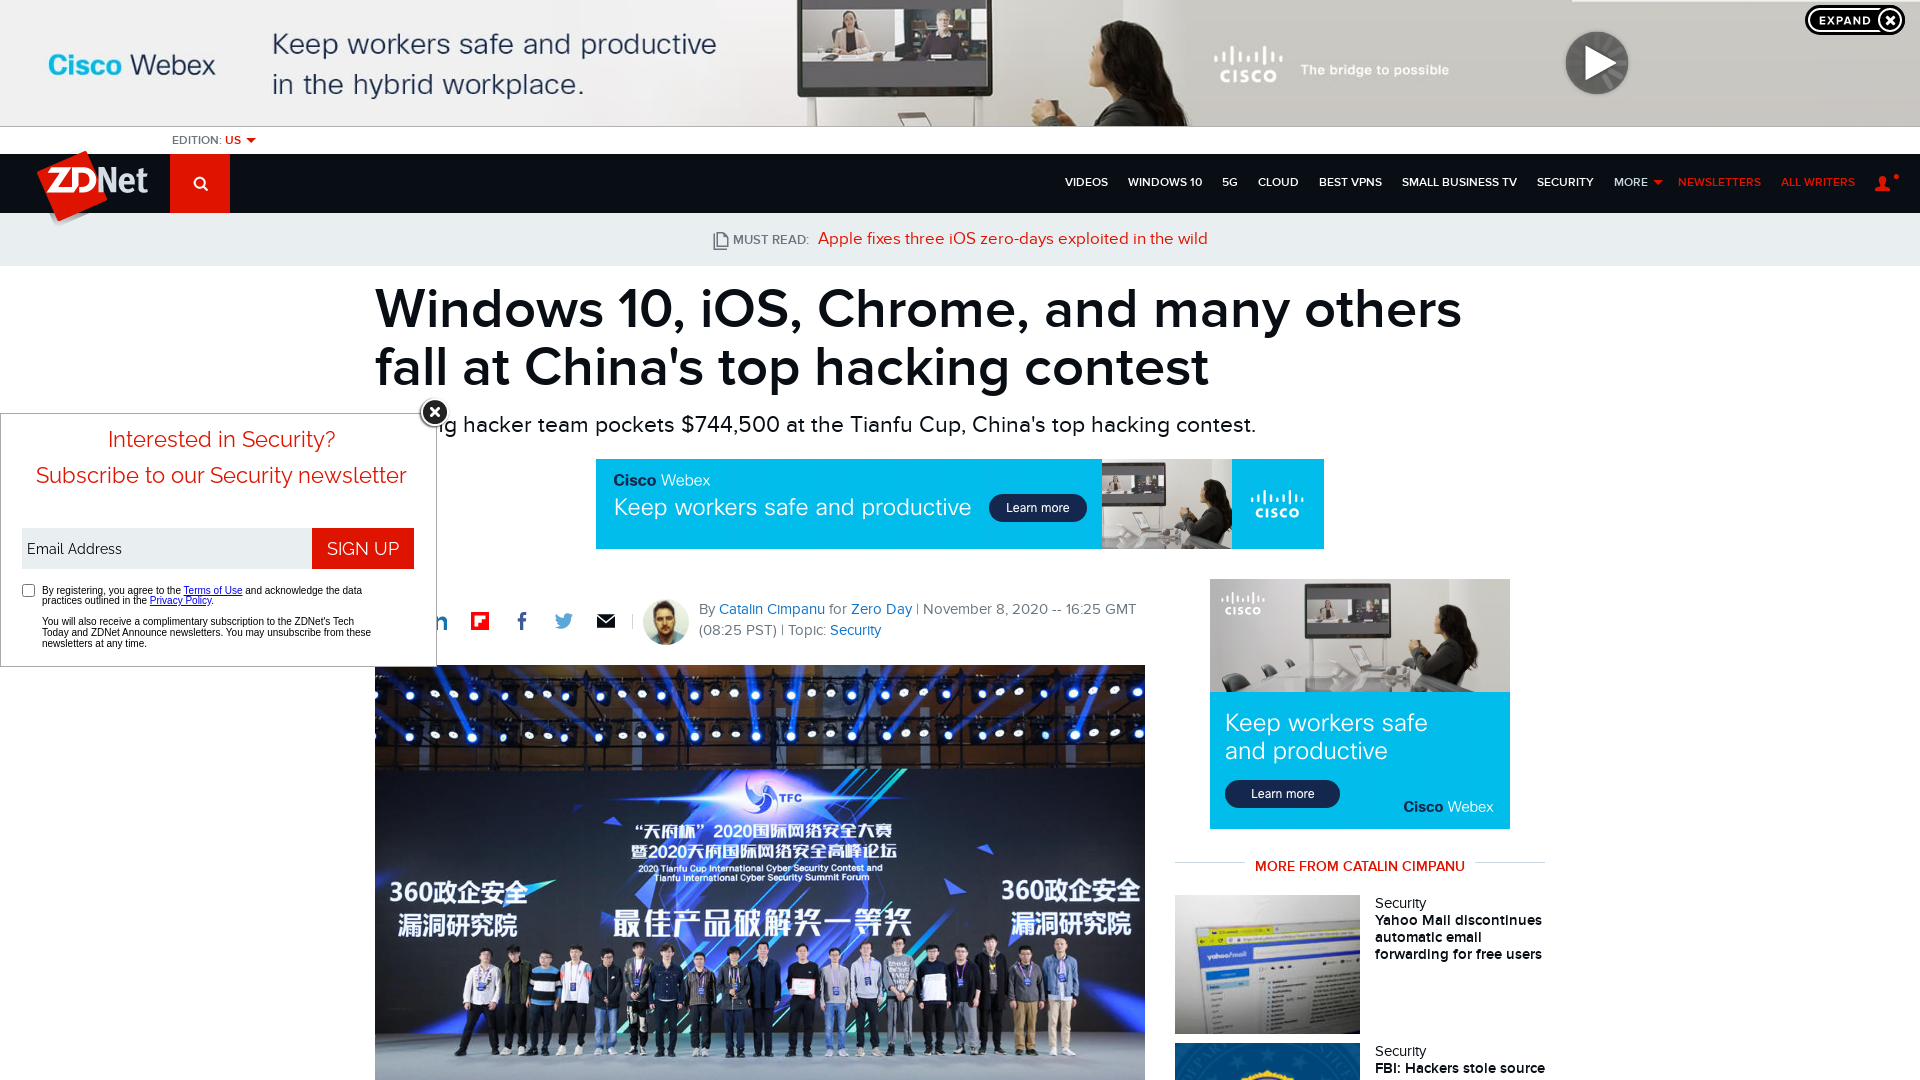 EXPAND
Cisco Webex
Keep workers safe and productive
in the hybrid workplace.
CISCO
The bridge to possible
EDITION: US
ZDNet
VIDEOS
WINDOWS 10
5G
CLOUD
BEST VPNS
SMALL BUSINESS TV
SECURITY
MORE
NEWSLETTERS
ALL WRITERS
MUST READ: Apple fixes three iOS zero-days exploited in the wild
Windows 10, iOS, Chrome, and many others
fall at China's top hacking contest
hacker team pockets $744,500 at the Tianfu Cup, China's top hacking contest.
Interested in Security?
Subscribe to our Security newsletter
Email Address
SIGN UP
By registering, you agree to the Terms of Use and acknowledge the data
practices outlined in the Privacy Policy.
You will also receive a complimentary subscription to the ZDNet's Tech
Today and ZDNet Announce newsletters. You may unsubscribe from these
newsletters at any time.
Cisco Webex
Keep workers safe and productive
Learn more
CISCO
By Catalin Cimpanu for Zero Day | November 8, 2020 -- 16:25 GMT
(08:25 PST) | Topic: Security
TFC
“天府杯”2020国际网络安全大赛
暨2020天府国际网络安全高峰论坛
2020 Tianfu Cup International Cyber Security Contest and
Tianfu International Cyber Security Summit Forum
360政企安全
漏洞研究院
最佳产品破解奖一等奖
360政企安全
漏洞研究院
CISCO
Keep workers safe
and productive
Learn more
Cisco Webex
MORE FROM CATALIN CIMPANU
yahoo!mail
Security
Yahoo Mail discontinues
automatic email
forwarding for free users
Security
FBI: Hackers stole source